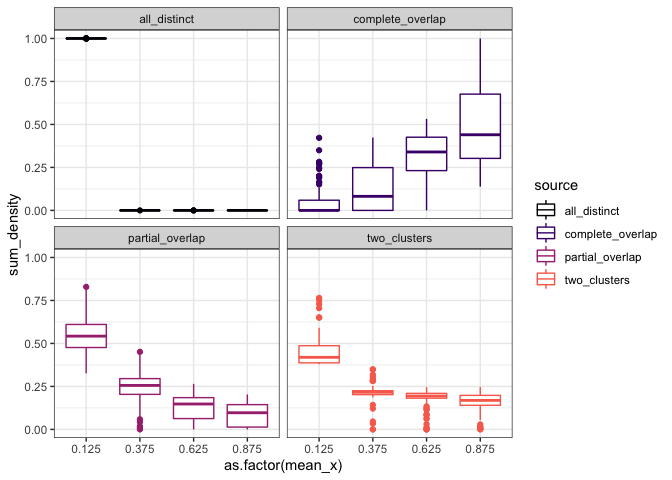 all_distinct
complete_overlap
1.00
0.75
0.50
0.25
0.00
partial_overlap
two_clusters
1.00
0.75
0.50
0.25
0.00
0.125
0.375
0.625
0.875
0.125
0.375
0.625
0.875
as.factor(mean_x)
sum_density
source
all_distinct
complete_overlap
partial_overlap
two_clusters